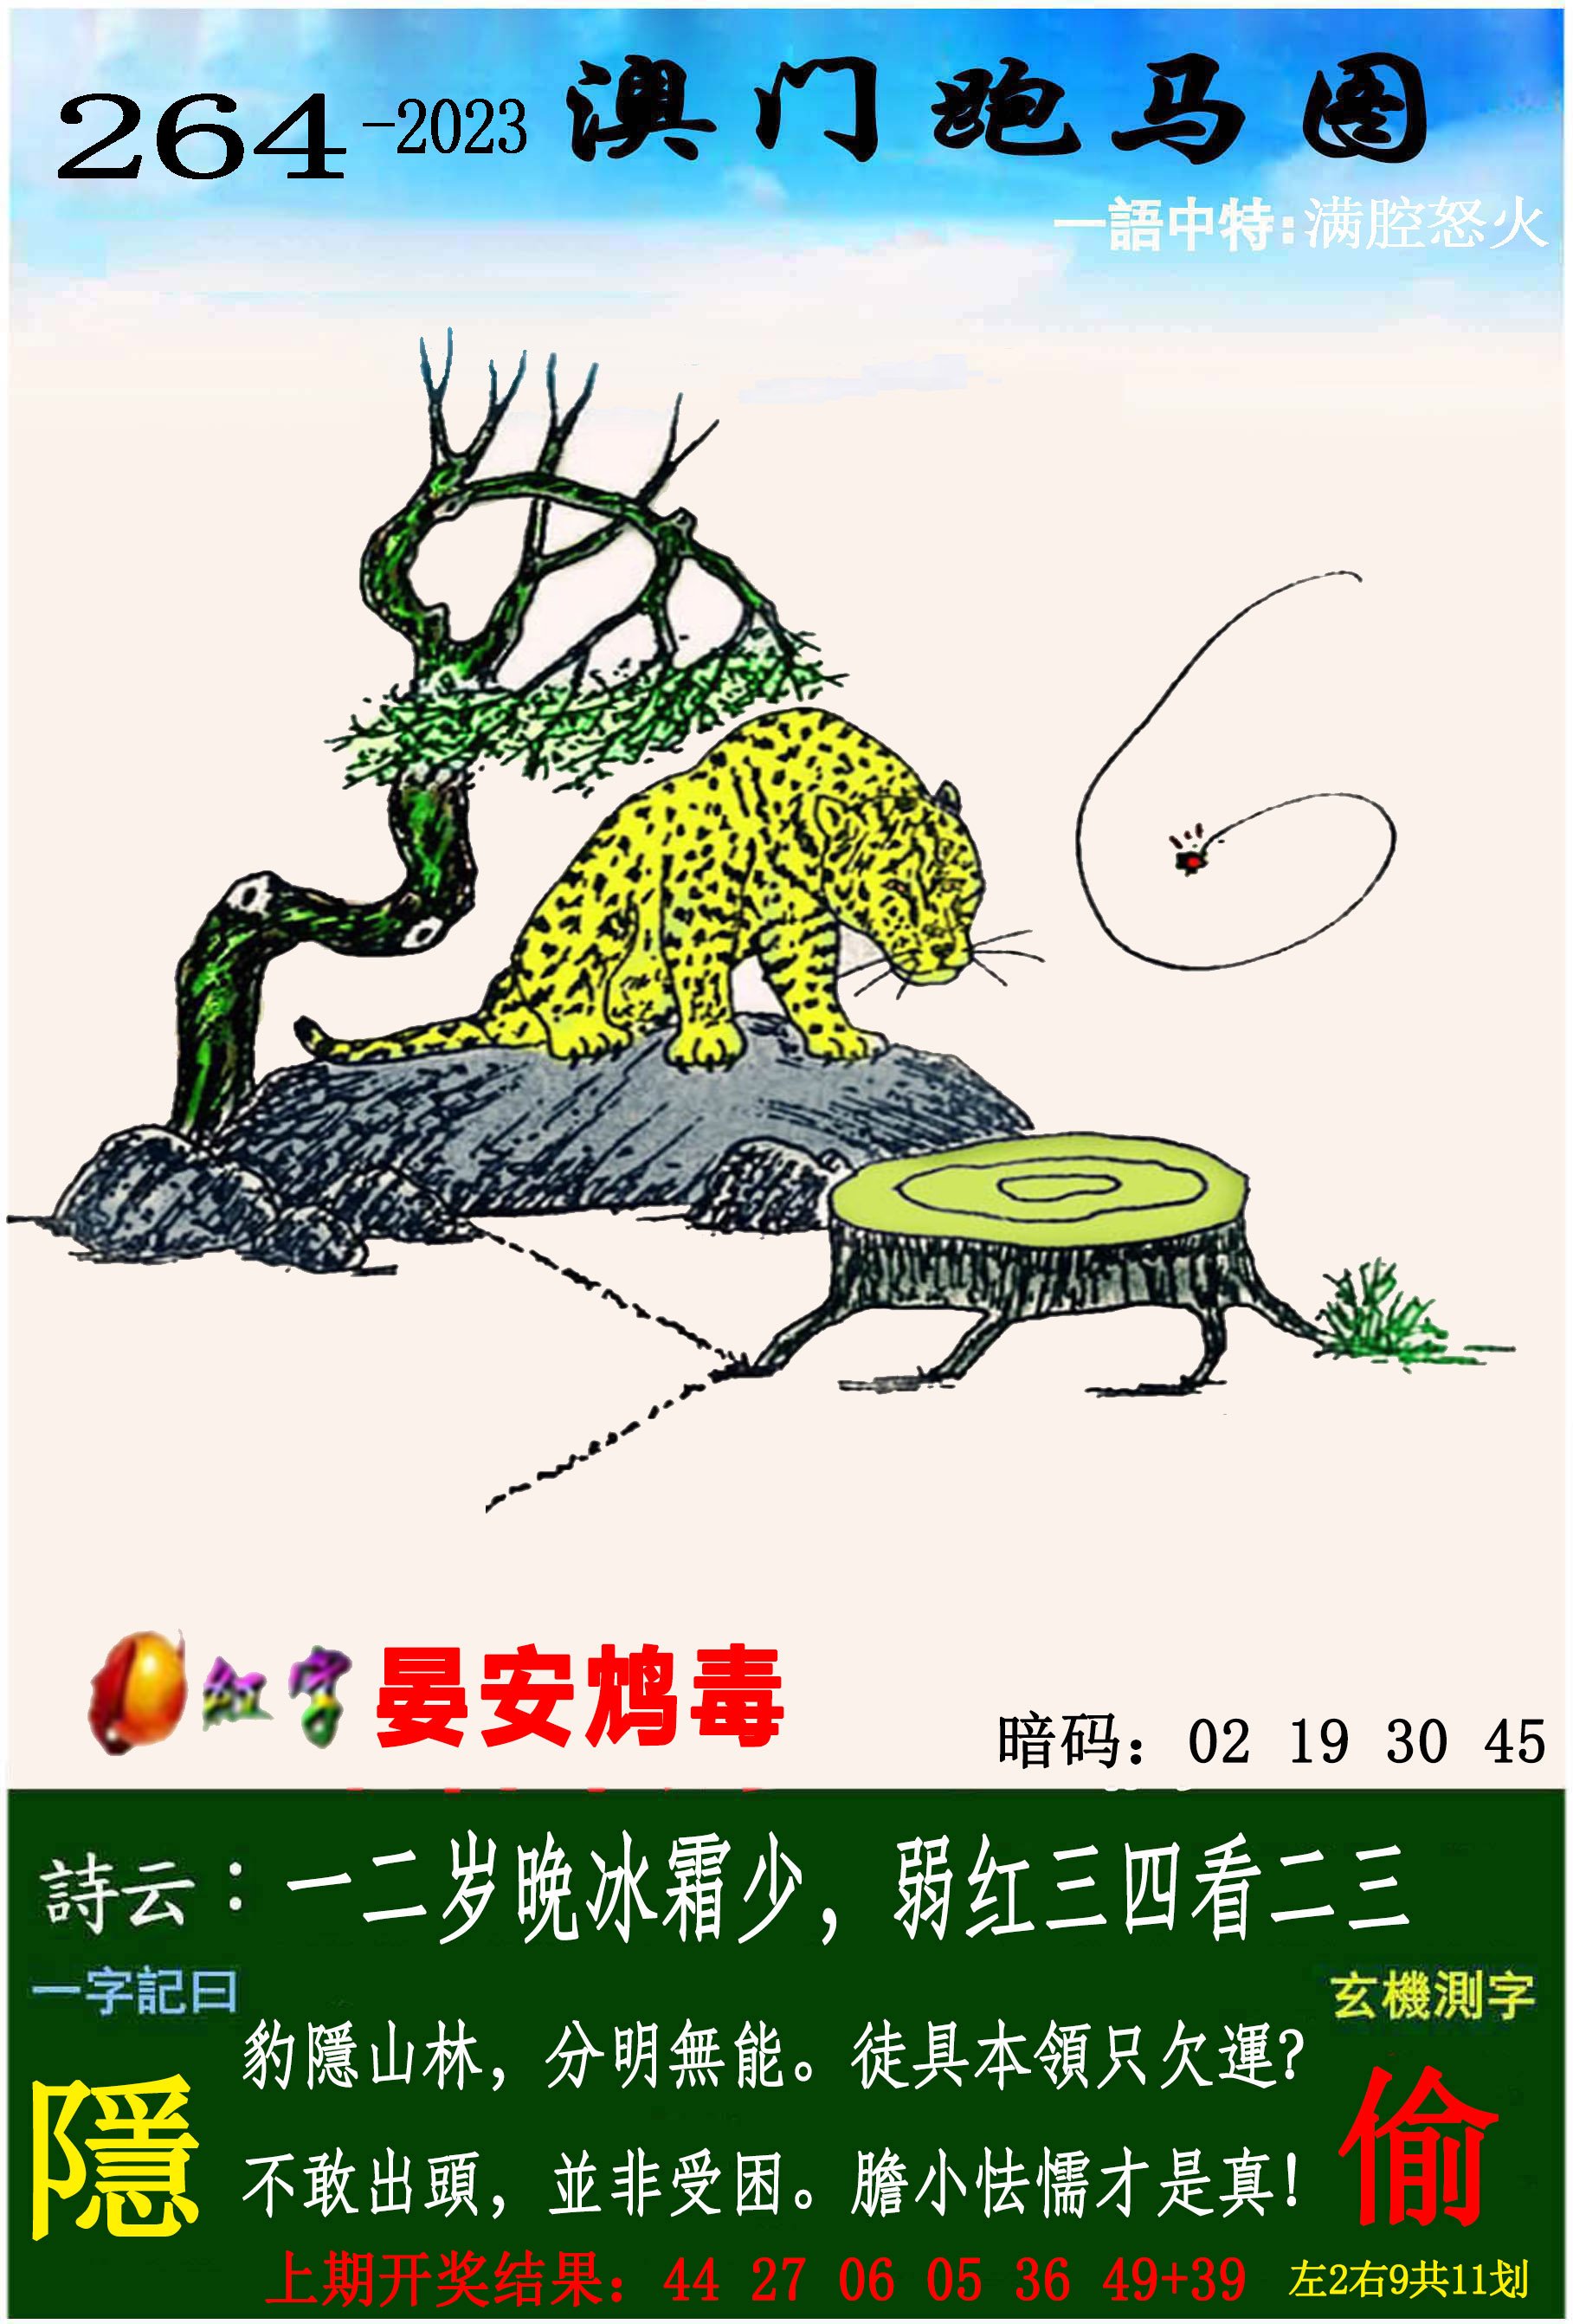 264-2023 澳门跑马图
一語中特:满腔怒火
红字 晏安鸩毒
暗码：02 19 30 45
詩云：一二岁晚冰霜少，弱红三四看二三
一字記曰
玄機測字
隱
豹隱山林，分明無能。徒具本領只欠運？
不敢出頭，並非受困。膽小怯懦才是真！
偷
上期开奖结果：44 27 06 05 36 49+39
左2右9共11划